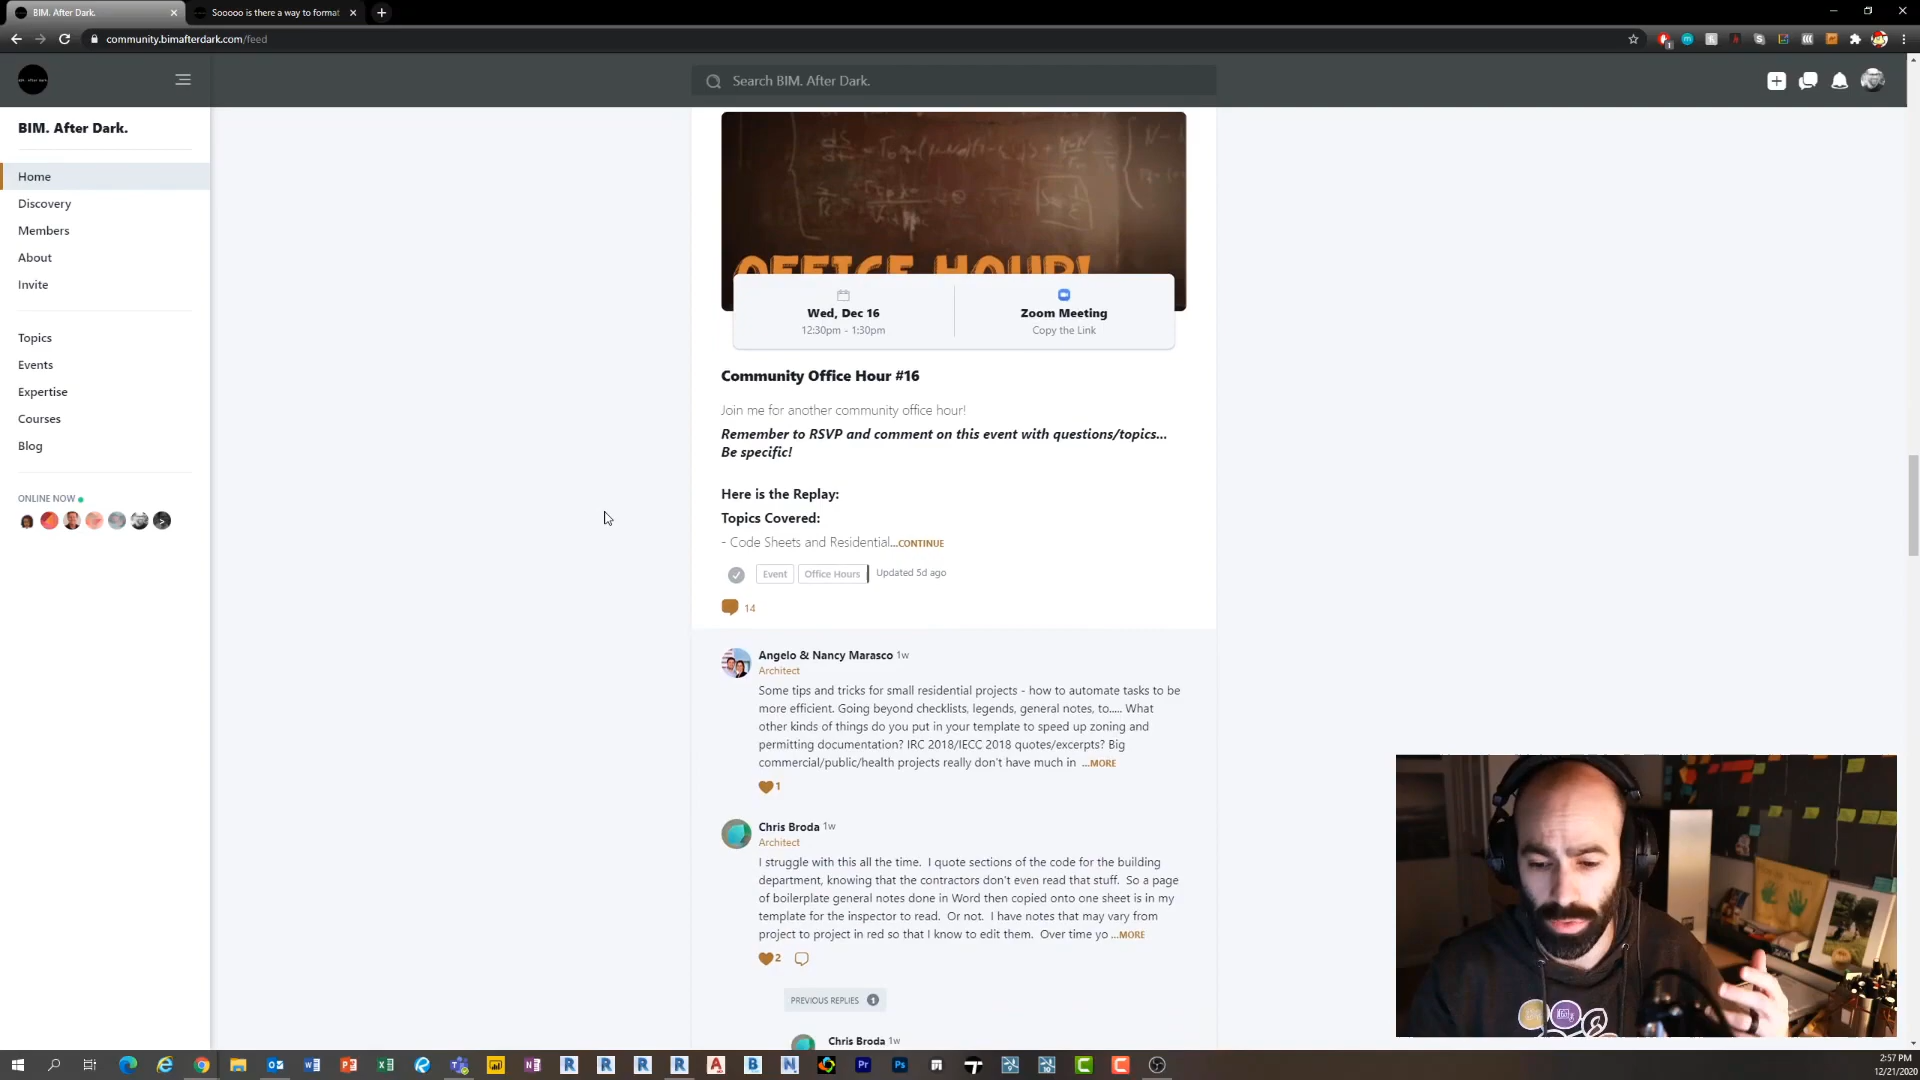 BIM. After Dark.
Sooooo is there a way to format
community.bimafterdark.com/feed
Search BIM. After Dark.
BIM. After Dark.
Home
Discovery
Members
About
Invite
Topics
Events
Expertise
Courses
Blog
ONLINE NOW
OFFICE HOUR!
Wed, Dec 16
12:30pm - 1:30pm
Zoom Meeting
Copy the Link
Community Office Hour #16
Join me for another community office hour!
Remember to RSVP and comment on this event with questions/topics...
Be specific!
Here is the Replay:
Topics Covered:
- Code Sheets and Residential...CONTINUE
Event
Office Hours
Updated 5d ago
14
Angelo & Nancy Marasco 1w
Architect
Some tips and tricks for small residential projects - how to automate tasks to be
more efficient. Going beyond checklists, legends, general notes, to..... What
other kinds of things do you put in your template to speed up zoning and
permitting documentation? IRC 2018/IECC 2018 quotes/excerpts? Big
commercial/public/health projects really don't have much in ...MORE
1
Chris Broda 1w
Architect
I struggle with this all the time. I quote sections of the code for the building
department, knowing that the contractors don't even read that stuff. So a page
of boilerplate general notes done in Word then copied onto one sheet is in my
template for the inspector to read. Or not. I have notes that may vary from
project to project in red so that I know to edit them. Over time yo ...MORE
2
PREVIOUS REPLIES 1
Chris Broda 1w
2:57 PM
12/21/2020